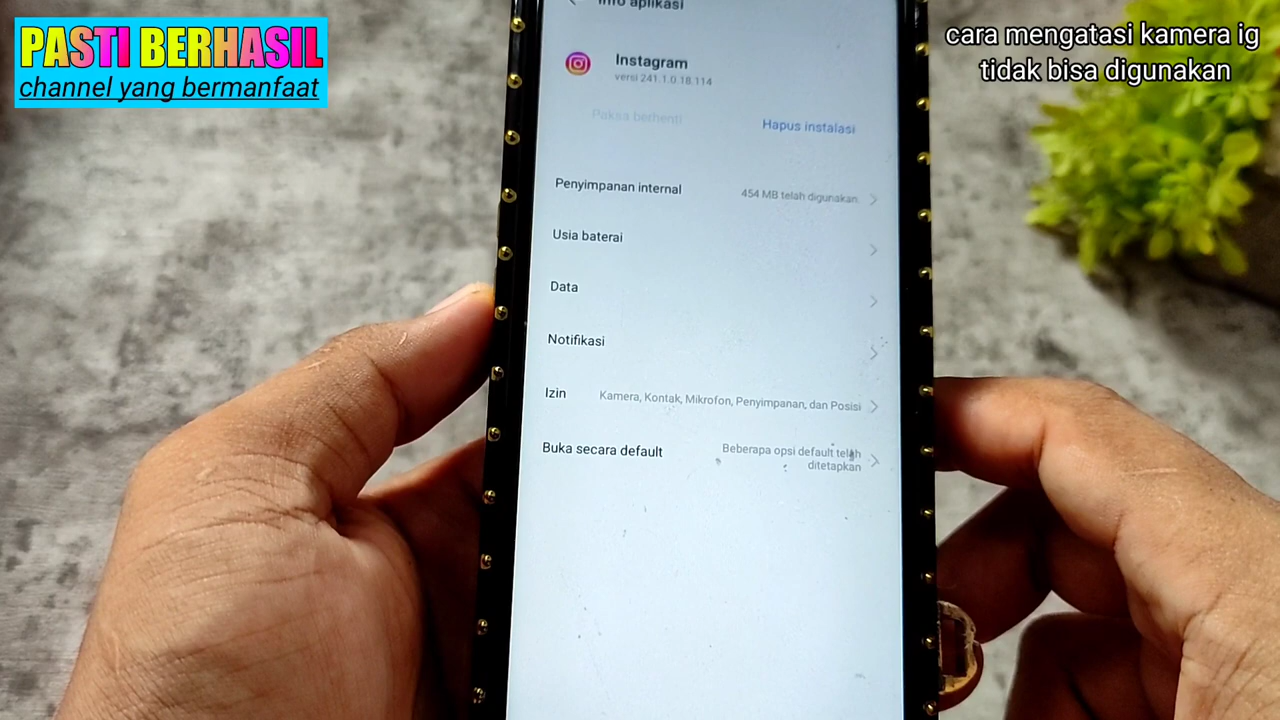 PASTI BERHASIL
channel yang bermanfaat
cara mengatasi kamera ig
tidak bisa digunakan
Info aplikasi
Instagram
versi 241.1.0.18.114
Paksa berhenti
Hapus instalasi
Penyimpanan internal
454 MB telah digunakan
Usia baterai
Data
Notifikasi
Izin
Kamera, Kontak, Mikrofon, Penyimpanan, dan Posisi
Buka secara default
Beberapa opsi default telah
ditetapkan